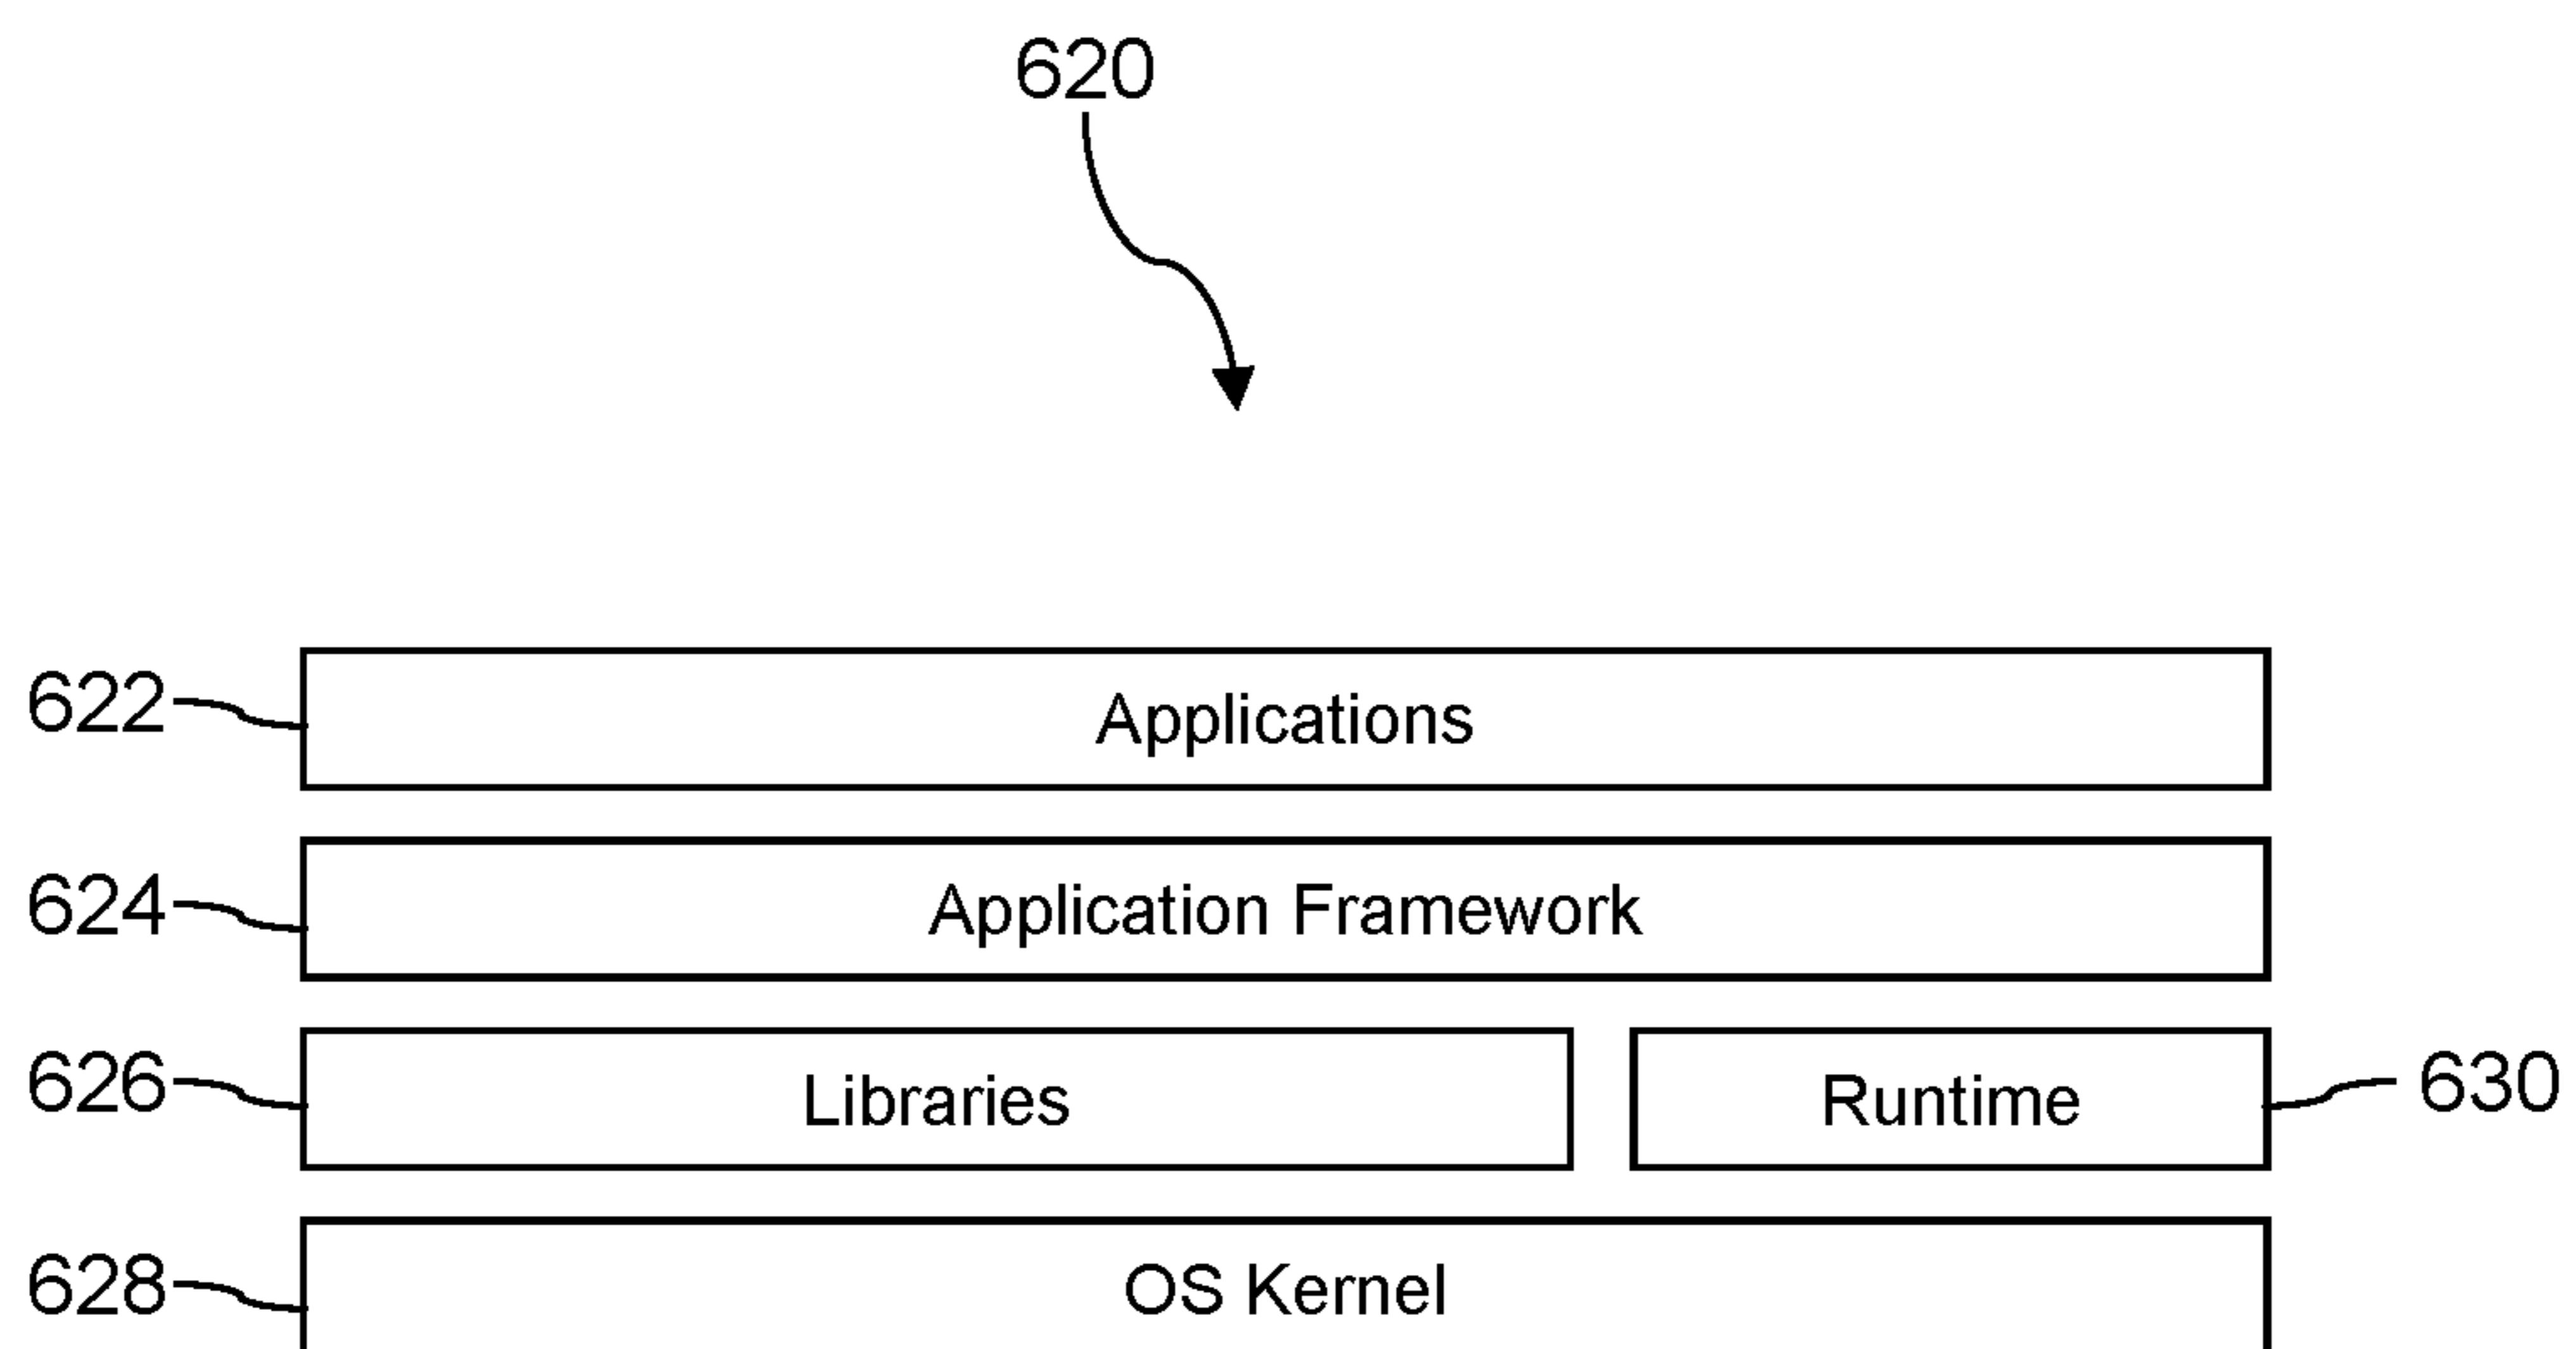 620
622 Applications
624 Application Framework
626 Libraries Runtime 630
628 OS Kernel